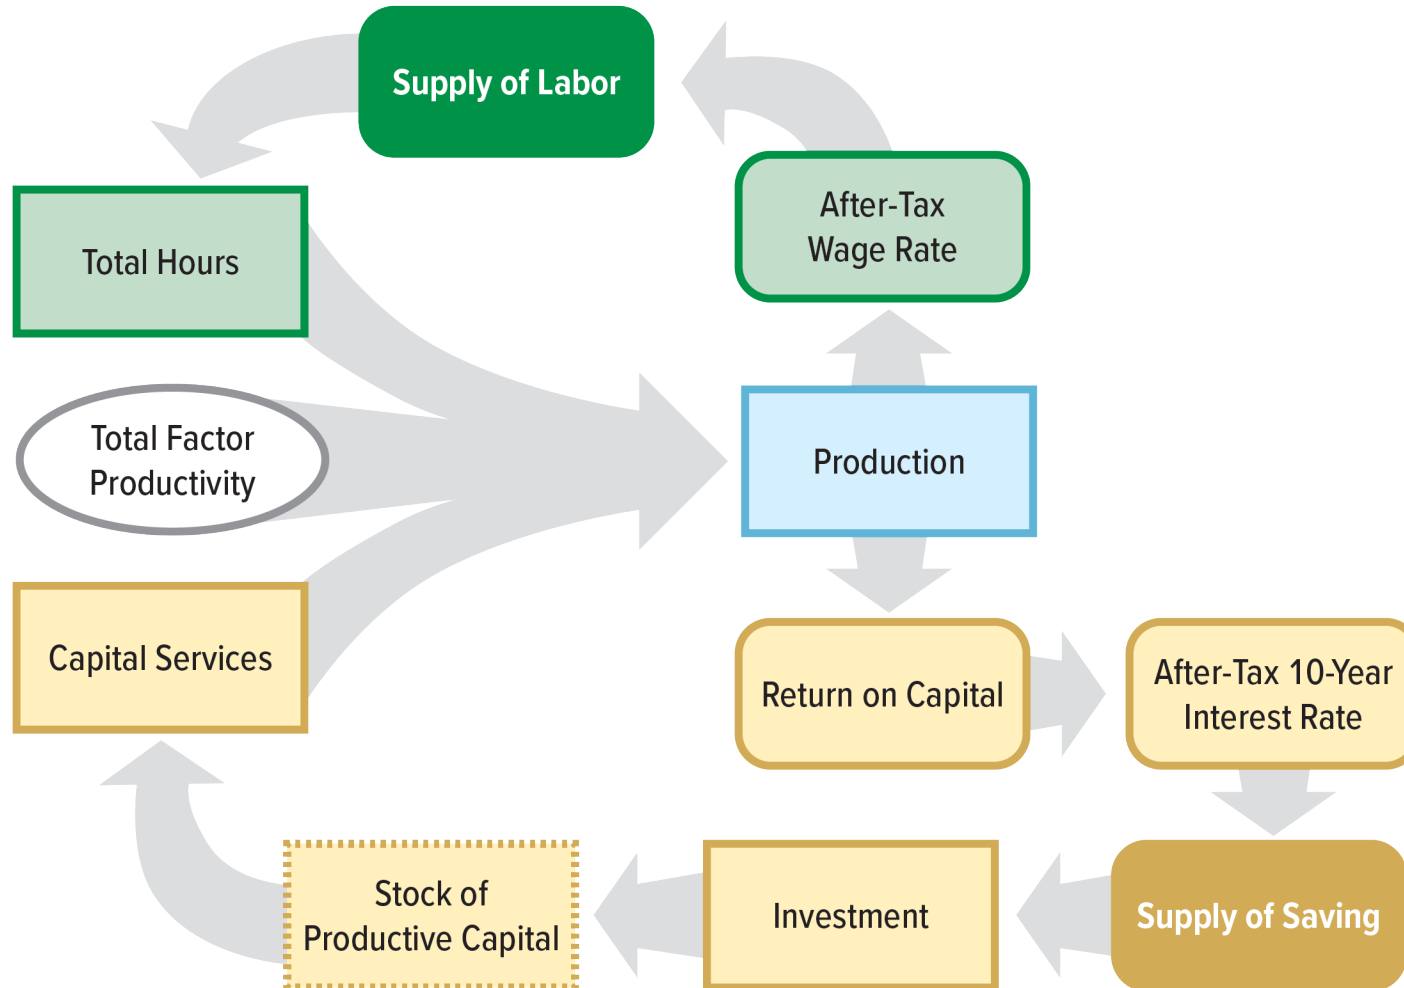 Supply of Labor
After-Tax
Wage Rate
Total Hours
Total Factor
Productivity
Production
Capital Services
Return on Capital
After-Tax 10-Year
Interest Rate
Stock of
Productive Capital
Investment
Supply of Saving